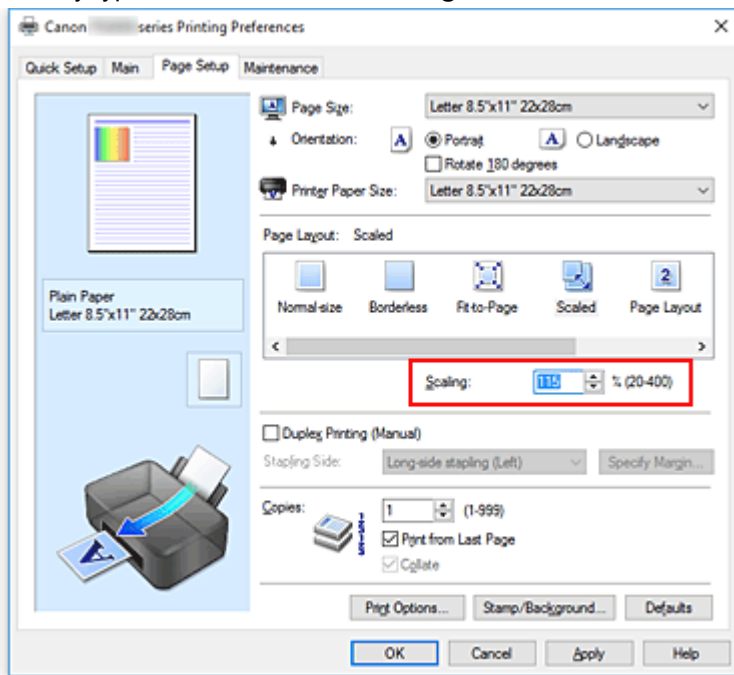 Canon series Printing Preferences
Quick Setup Main Page Setup Maintenance
Page Size: Letter 8.5"x11" 22x28cm
Orientation: A Portrait A Landscape
Rotate 180 degrees
Printer Paper Size: Letter 8.5"x11" 22x28cm
Page Layout: Scaled
2
Normal-size Borderless Fit-to-Page Scaled Page Layout
Plain Paper
Letter 8.5"x11" 22x28cm
Scaling: 115 % (20-400)
Duplex Printing (Manual)
Stapling Side: Long-side stapling (Left) Specify Margin...
Copies: 1 (1-999)
Print from Last Page
Collate
A
Print Options... Stamp/Background... Defaults
OK Cancel Apply Help